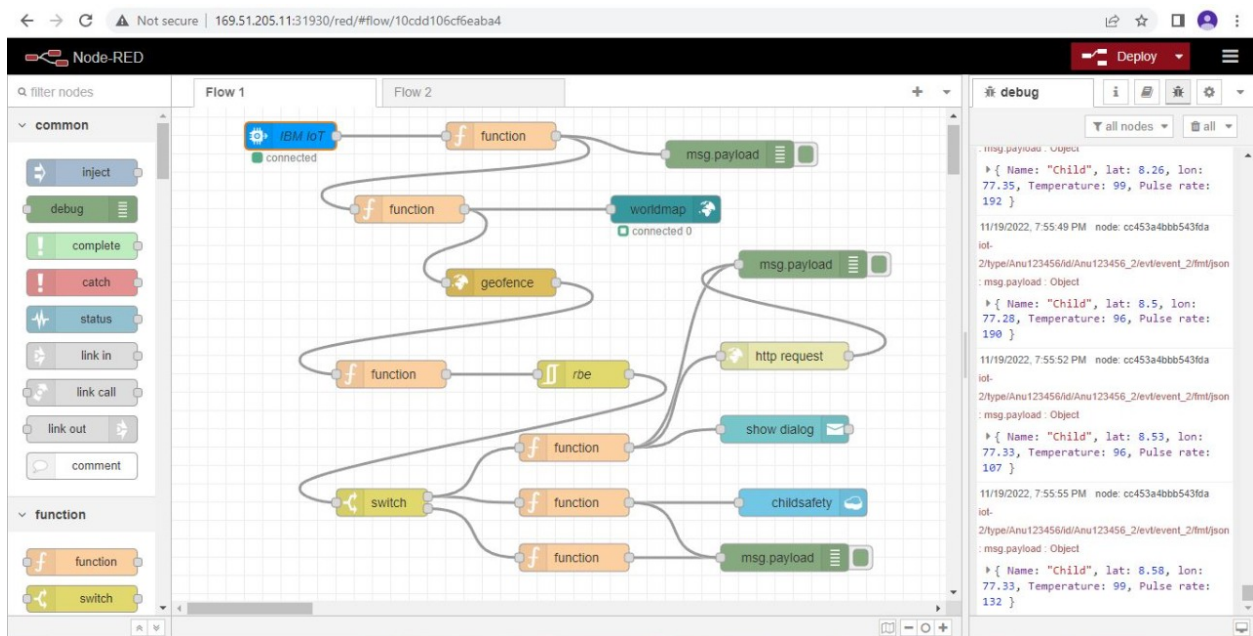 Not secure | 169.51.205.11:31930/red/#flow/10cdd106cf6eaba4
Node-RED
Deploy
filter nodes
Flow 1
Flow 2
debug
i
all nodes
all
common
inject
debug
complete
catch
status
link in
link call
link out
comment
function
function
switch
IBM IoT
connected
function
msg.payload
function
worldmap
connected 0
geofence
msg.payload
http request
function
rbe
function
show dialog
switch
function
childsafety
function
msg.payload
: msg.payload : Object
{ Name: "Child", lat: 8.26, lon:
77.35, Temperature: 99, Pulse rate:
192 }
11/19/2022, 7:55:49 PM node: cc453a4bbb543fda
iot-
2/type/Anu123456/id/Anu123456_2/evt/event_2/fmt/json
: msg.payload : Object
{ Name: "Child", lat: 8.5, lon:
77.28, Temperature: 96, Pulse rate:
190 }
11/19/2022, 7:55:52 PM node: cc453a4bbb543fda
iot-
2/type/Anu123456/id/Anu123456_2/evt/event_2/fmt/json
: msg.payload : Object
{ Name: "Child", lat: 8.53, lon:
77.33, Temperature: 96, Pulse rate:
107 }
11/19/2022, 7:55:55 PM node: cc453a4bbb543fda
iot-
2/type/Anu123456/id/Anu123456_2/evt/event_2/fmt/json
: msg.payload : Object
{ Name: "Child", lat: 8.58, lon:
77.33, Temperature: 99, Pulse rate:
132 }